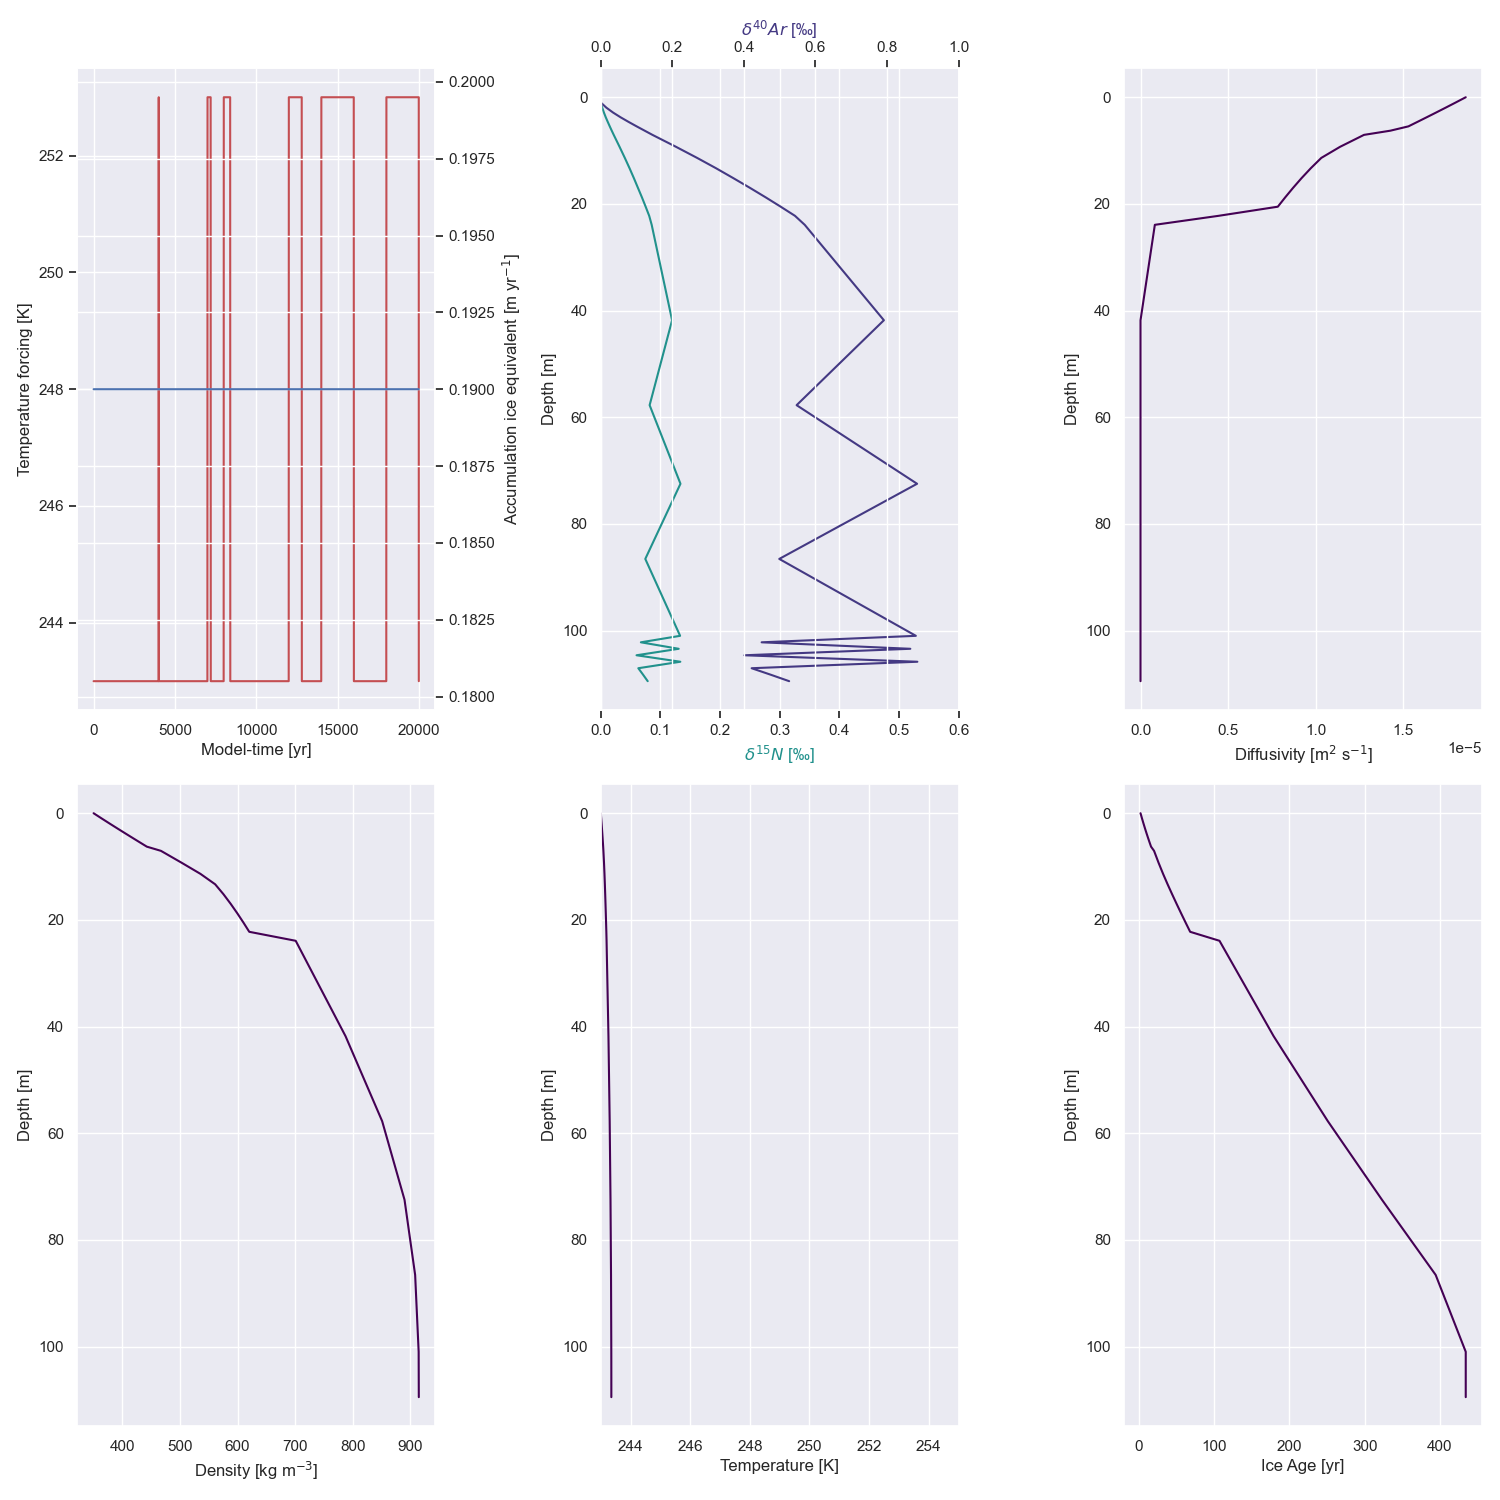 Temperature forcing [K]
252
250
248
246
244
0 5000 10000 15000 20000
Model-time [yr]
0.2000
0.1975
0.1950
0.1925
0.1900
0.1875
0.1850
0.1825
0.1800
Accumulation ice equivalent [m yr⁻¹]
δ⁴⁰Ar [‰]
0.0 0.2 0.4 0.6 0.8 1.0
Depth [m]
0
20
40
60
80
100
0.0 0.1 0.2 0.3 0.4 0.5 0.6
δ¹⁵N [‰]
Depth [m]
0
20
40
60
80
100
0.0 0.5 1.0 1.5
1e−5
Diffusivity [m² s⁻¹]
Depth [m]
0
20
40
60
80
100
400 500 600 700 800 900
Density [kg m⁻³]
Depth [m]
0
20
40
60
80
100
244 246 248 250 252 254
Temperature [K]
Depth [m]
0
20
40
60
80
100
0 100 200 300 400
Ice Age [yr]